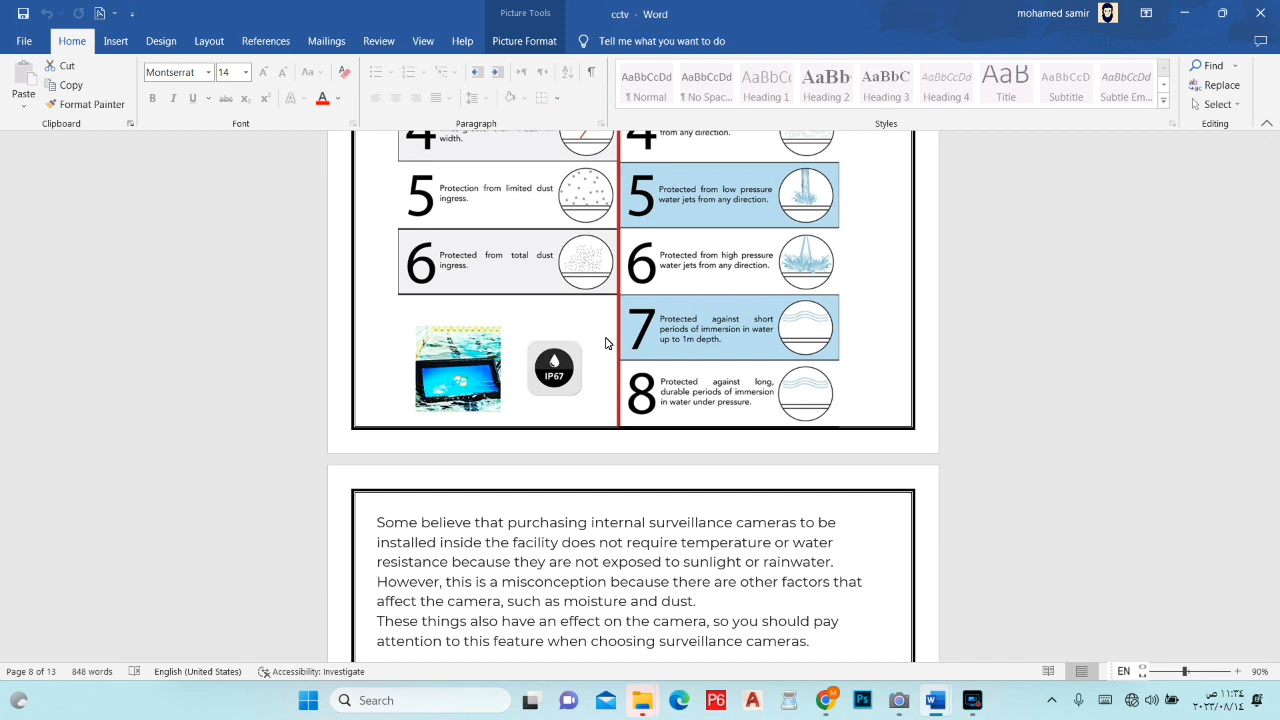 cctv - Word
Picture Tools
mohamed samir
File Home Insert Design Layout References Mailings Review View Help Picture Format Tell me what you want to do
Paste
Cut
Copy
Format Painter
Clipboard
Montserrat 14
Font
Paragraph
AaBbCcDd AaBbCcDd AaBbCc AaBb AaBbC AaBbCcDd AaB AaBbCcD AaBbCcDd
¶ Normal ¶ No Spac... Heading 1 Heading 2 Heading 3 Heading 4 Title Subtitle Subtle Em...
Styles
Find
Replace
Select
Editing
4
width.
5
Protection from limited dust
ingress.
6
Protected from total dust
ingress.
IP67
4
from any direction.
5
Protected from low pressure
water jets from any direction.
6
Protected from high pressure
water jets from any direction.
7
Protected against short
periods of immersion in water
up to 1m depth.
8
Protected against long,
durable periods of immersion
in water under pressure.
Some believe that purchasing internal surveillance cameras to be
installed inside the facility does not require temperature or water
resistance because they are not exposed to sunlight or rainwater.
However, this is a misconception because there are other factors that
affect the camera, such as moisture and dust.
These things also have an effect on the camera, so you should pay
attention to this feature when choosing surveillance cameras.
Page 8 of 13 848 words English (United States) Accessibility: Investigate EN 90%
Search